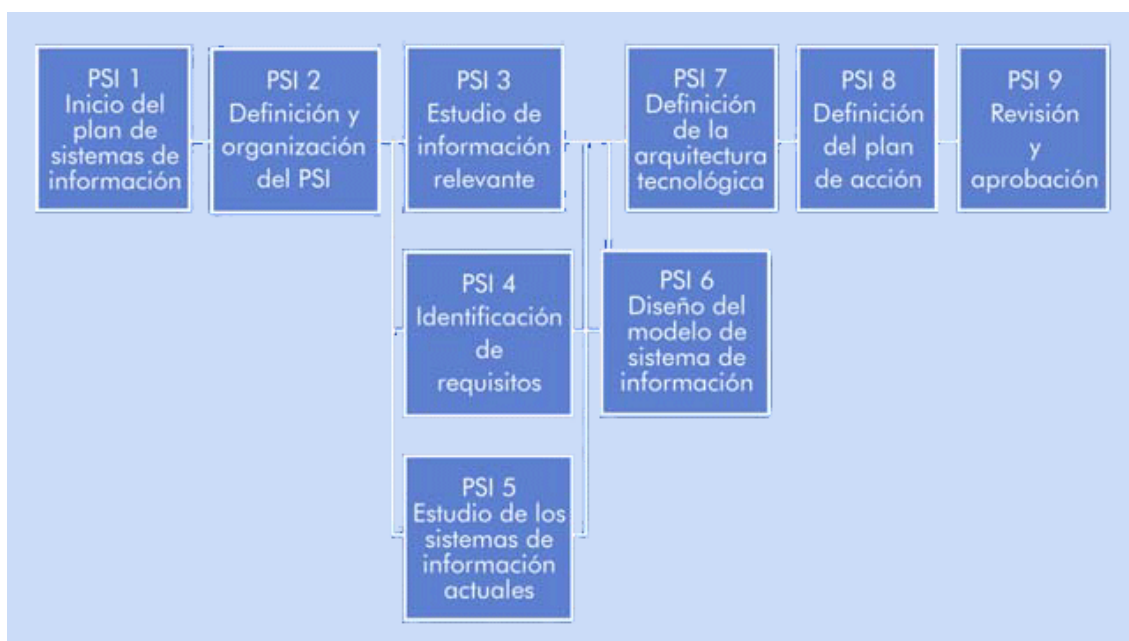 PSI 1
Inicio del
plan de
sistemas de
información
PSI 2
Definición y
organización
del PSI
PSI 3
Estudio de
información
relevante
PSI 7
Definición
de la
arquitectura
tecnológica
PSI 8
Definición
del plan
de acción
PSI 9
Revisión
y
aprobación
PSI 4
Identificación
de
requisitos
PSI 6
Diseño del
modelo de
sistema de
información
PSI 5
Estudio de los
sistemas de
información
actuales